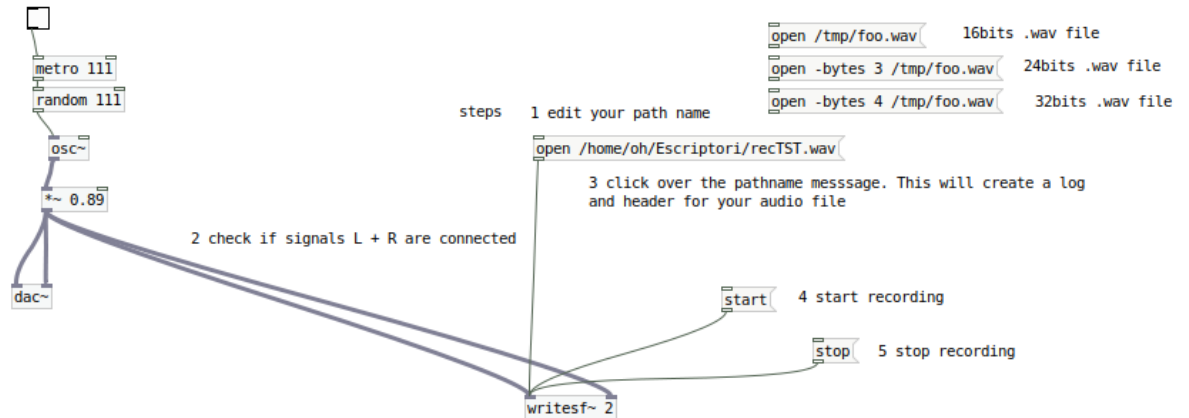 open /tmp/foo.wav
16bits .wav file
metro 111
open -bytes 3 /tmp/foo.wav
24bits .wav file
random 111
open -bytes 4 /tmp/foo.wav
32bits .wav file
steps
1 edit your path name
osc~
open /home/oh/Escriptori/recTST.wav
3 click over the pathname messsage. This will create a log
and header for your audio file
*~ 0.89
2 check if signals L + R are connected
dac~
start
4 start recording
stop
5 stop recording
writesf~ 2